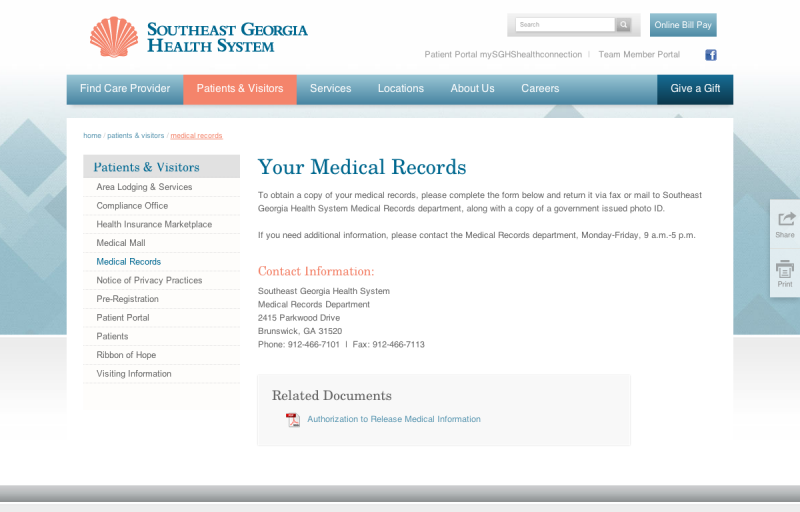 SOUTHEAST GEORGIA
HEALTH SYSTEM
Search
Online Bill Pay
Patient Portal mySGHShealthconnection | Team Member Portal
Find Care Provider
Patients & Visitors
Services
Locations
About Us
Careers
Give a Gift
home / patients & visitors / medical records
Patients & Visitors
Area Lodging & Services
Compliance Office
Health Insurance Marketplace
Medical Mall
Medical Records
Notice of Privacy Practices
Pre-Registration
Patient Portal
Patients
Ribbon of Hope
Visiting Information
Your Medical Records
To obtain a copy of your medical records, please complete the form below and return it via fax or mail to Southeast
Georgia Health System Medical Records department, along with a copy of a government issued photo ID.
If you need additional information, please contact the Medical Records department, Monday-Friday, 9 a.m.-5 p.m.
Contact Information:
Southeast Georgia Health System
Medical Records Department
2415 Parkwood Drive
Brunswick, GA 31520
Phone: 912-466-7101 | Fax: 912-466-7113
Related Documents
Authorization to Release Medical Information
Share
Print